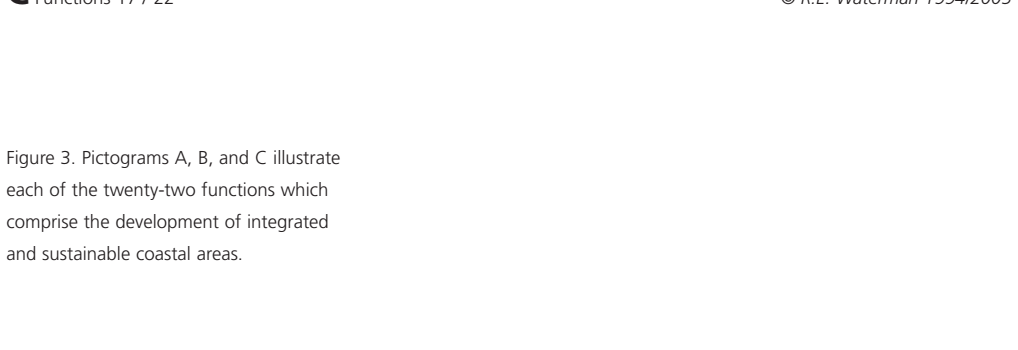 Functions 17 / 22
© R.E. Waterman 1994/2005
Figure 3. Pictograms A, B, and C illustrate
each of the twenty-two functions which
comprise the development of integrated
and sustainable coastal areas.